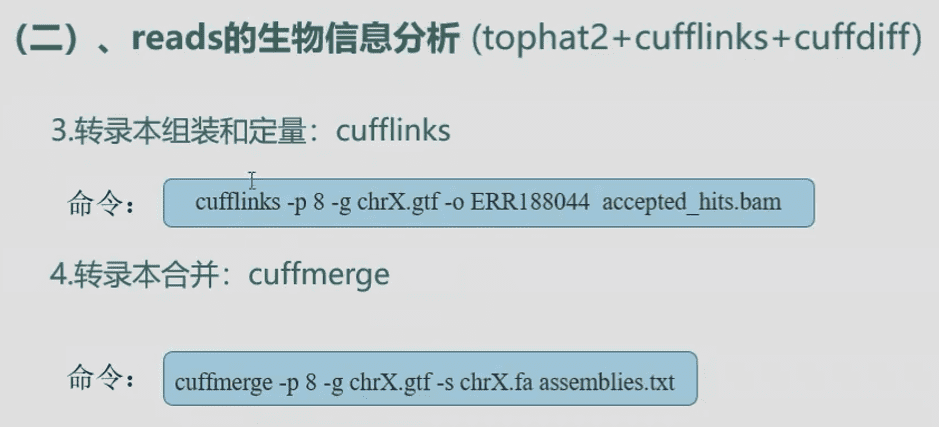 (二）、reads的生物信息分析 (tophat2+cufflinks+cuffdiff)
3.转录本组装和定量：cufflinks
命令： cufflinks -p 8 -g chrX.gtf -o ERR188044 accepted_hits.bam
4.转录本合并：cuffmerge
命令： cuffmerge -p 8 -g chrX.gtf -s chrX.fa assemblies.txt